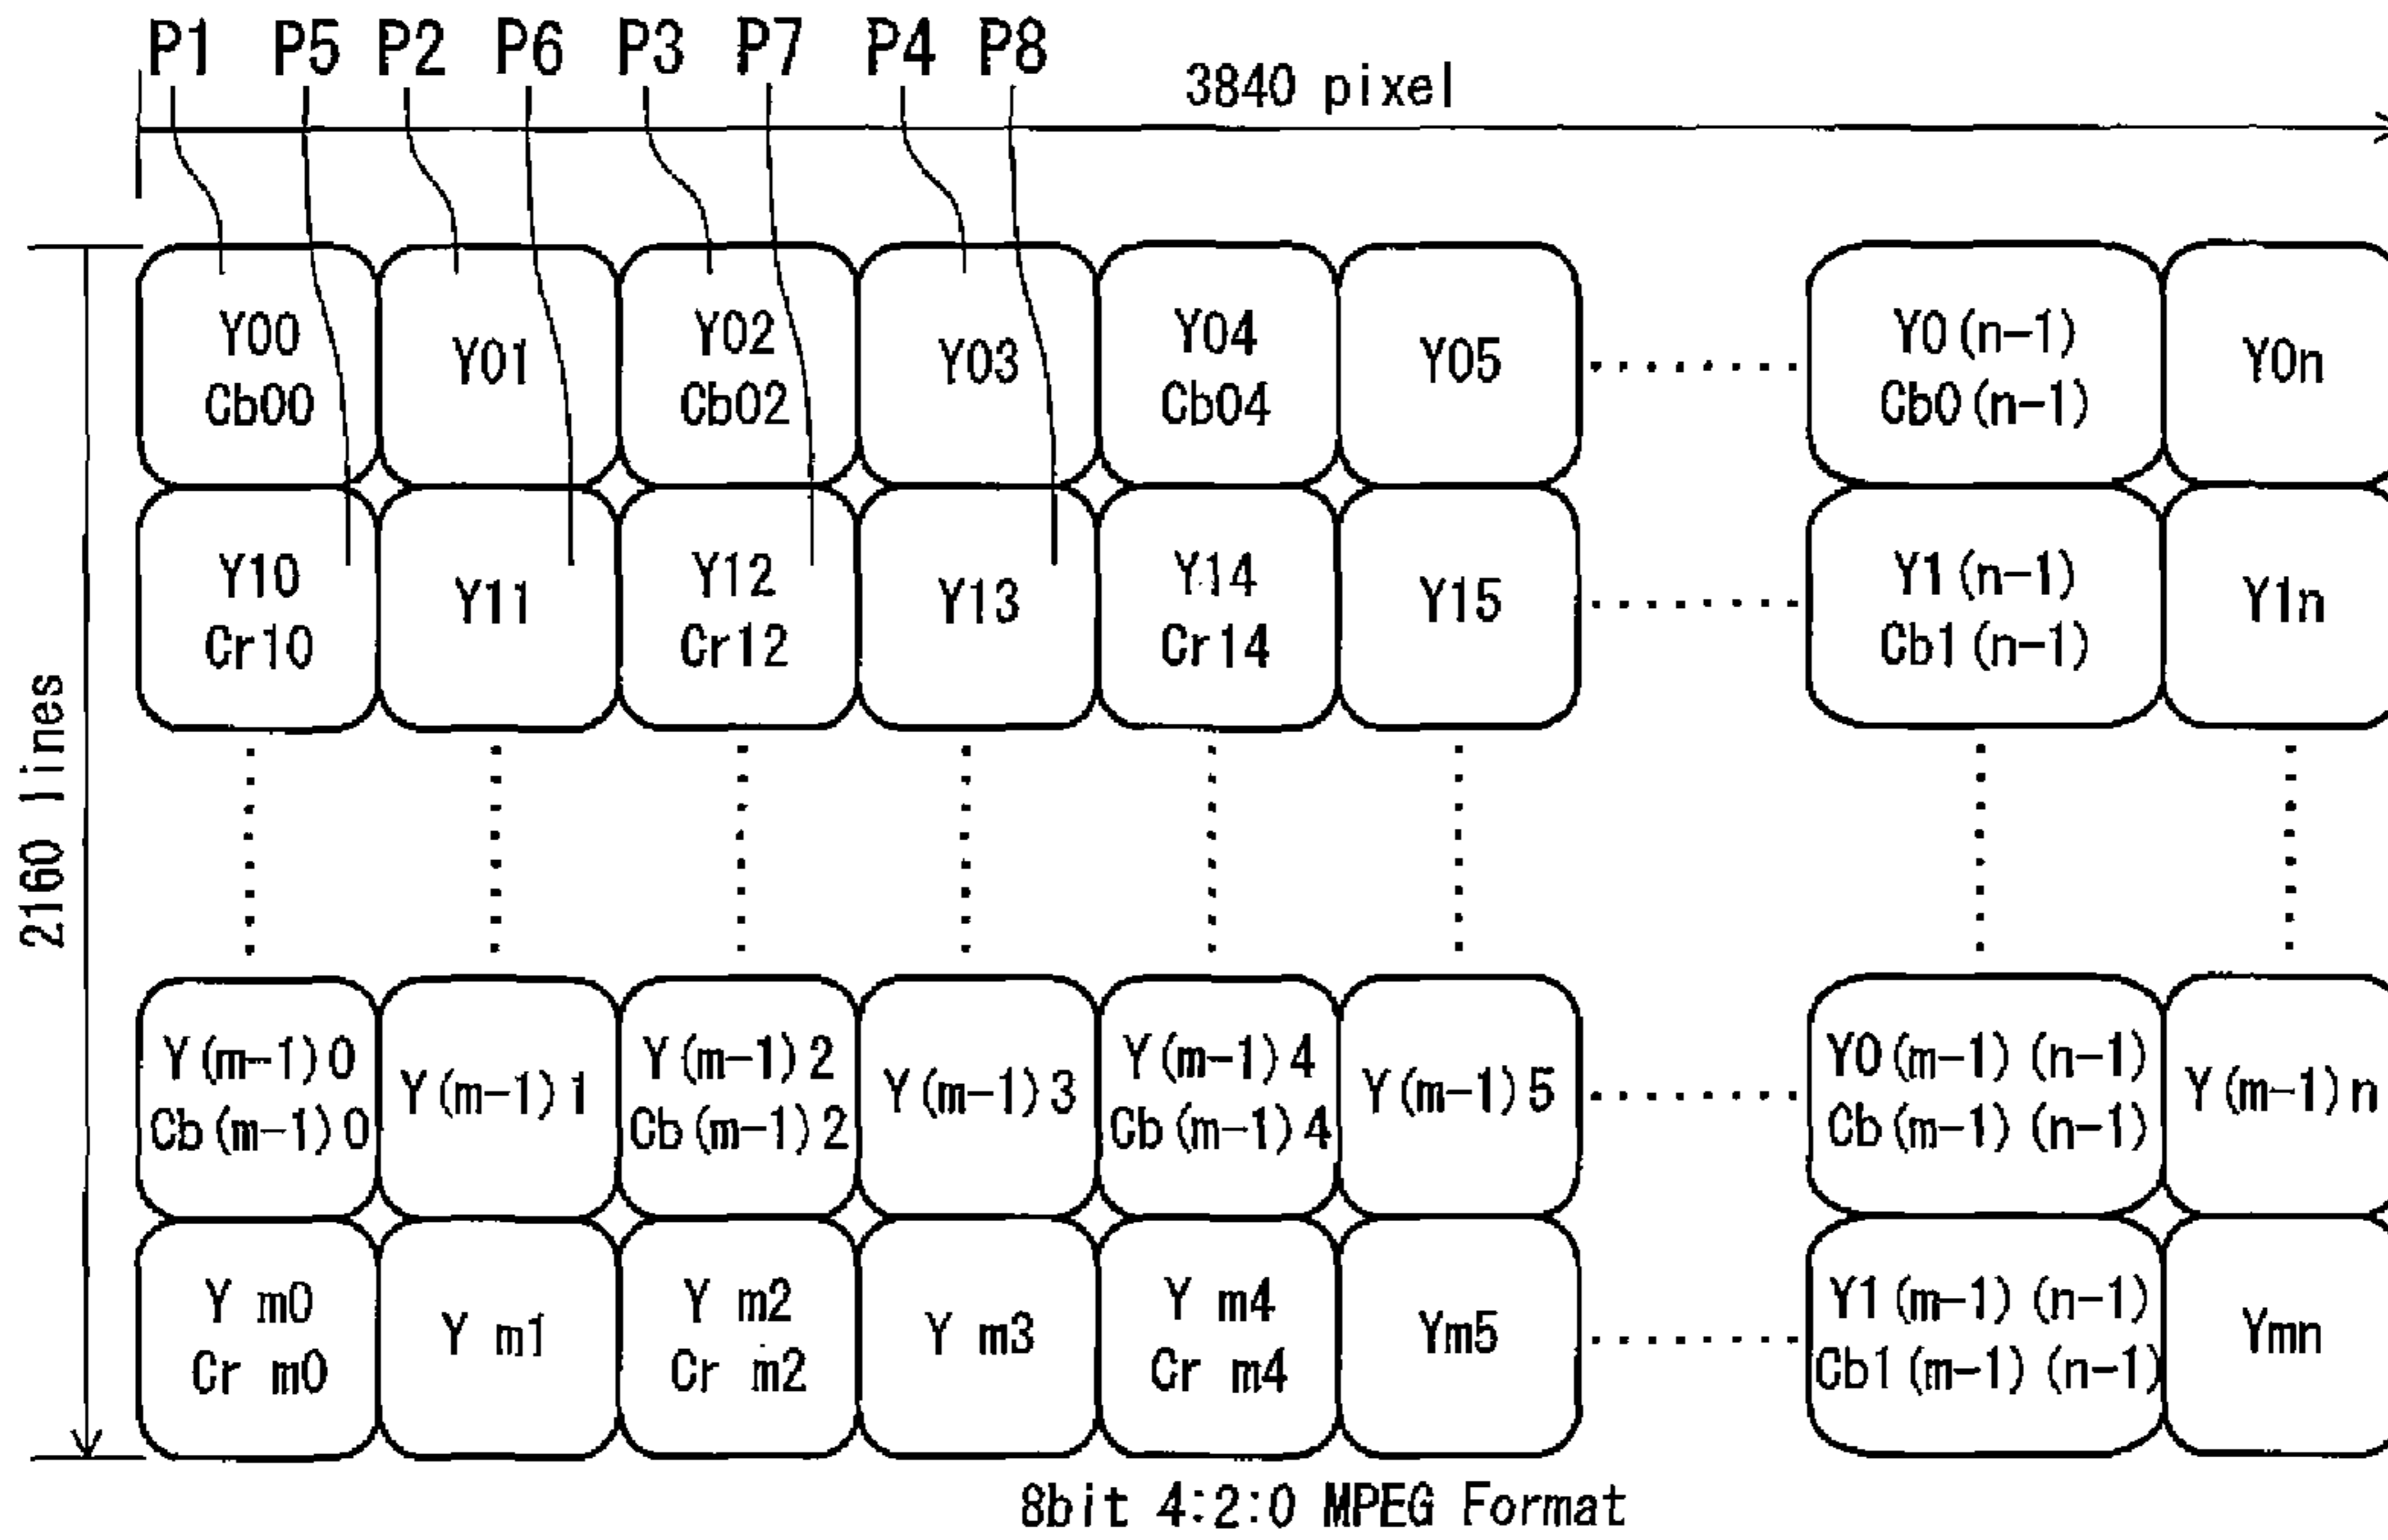 P1 P5 P2 P6 P3 P7 P4 P8
3840 pixel
2160 lines
Y00 Y01 Y02 Y03 Y04 Y05 Y0(n-1) Y0n
Cb00 Cb02 Cb04 Cb0(n-1)
Y10 Y11 Y12 Y13 Y14 Y15 Y1(n-1) Y1n
Cr10 Cr12 Cr14 Cb1(n-1)
Y(m-1)0 Y(m-1)1 Y(m-1)2 Y(m-1)3 Y(m-1)4 Y(m-1)5 Y0(m-1)(n-1) Y(m-1)n
Cb(m-1)0 Cb(m-1)2 Cb(m-1)4 Cb(m-1)(n-1)
Y m0 Y m1 Y m2 Y m3 Y m4 Ym5 Y1(m-1)(n-1) Ymn
Cr m0 Cr m2 Cr m4 Cb1(m-1)(n-1)
8bit 4:2:0 MPEG Format